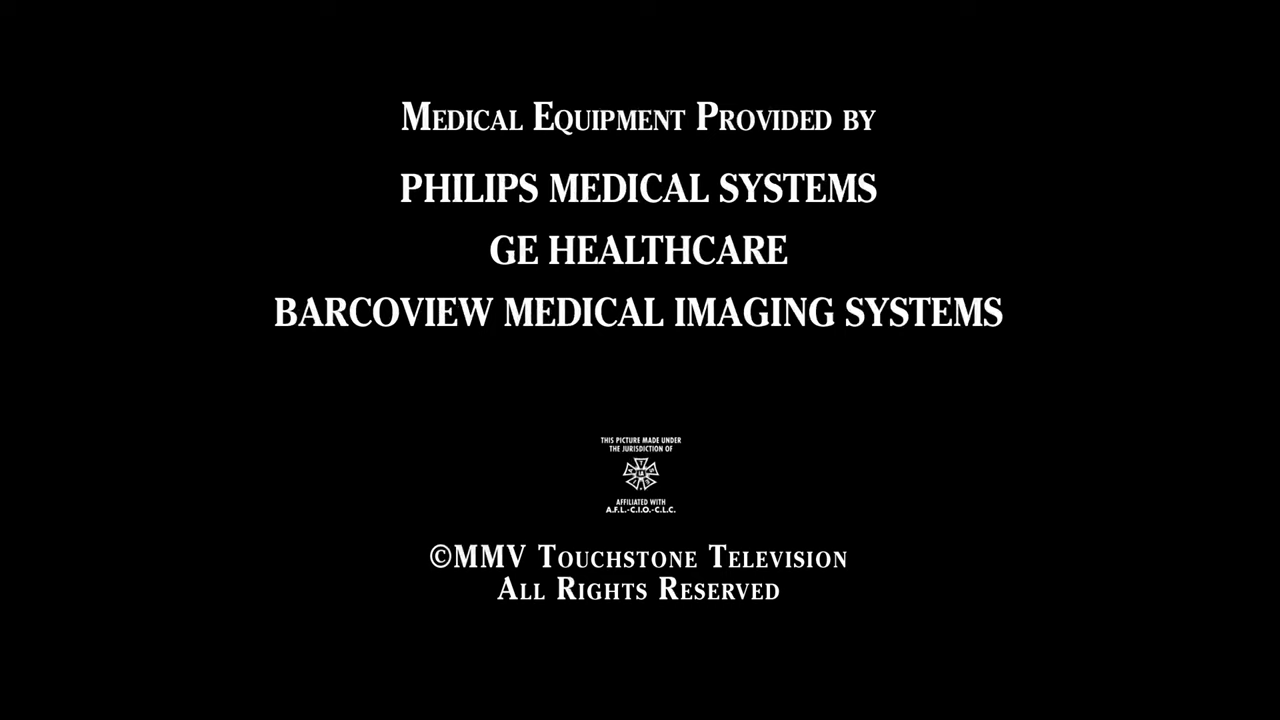 Medical Equipment Provided by
PHILIPS MEDICAL SYSTEMS
GE HEALTHCARE
BARCOVIEW MEDICAL IMAGING SYSTEMS
THIS PICTURE MADE UNDER
THE JURISDICTION OF
AFFILIATED WITH
A.F.L.-C.I.O.-C.L.C.
©MMV Touchstone Television
All Rights Reserved